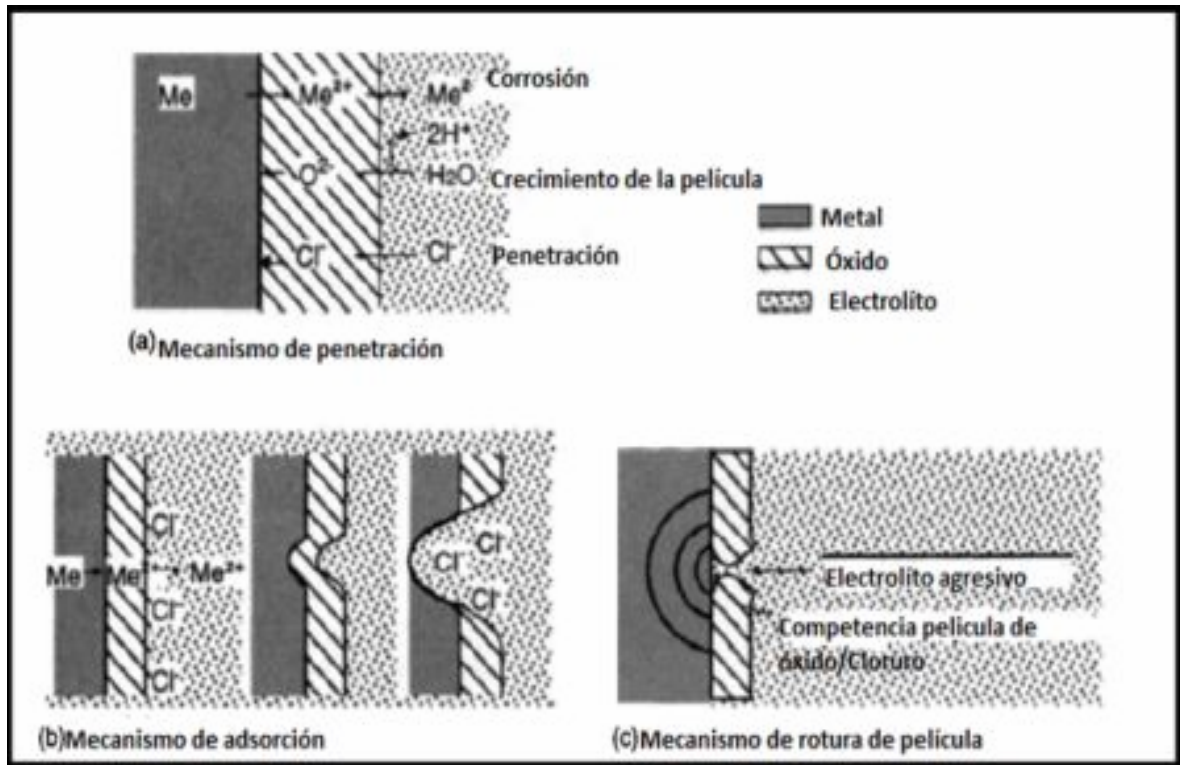 Corrosión
Me Me²⁺ Me²
2H⁺
O²⁻ H₂O Crecimiento de la película
Cl⁻ Cl⁻ Penetración
(a) Mecanismo de penetración
Metal
Óxido
Electrolíto
Cl⁻
Me Me Me²⁺
Cl⁻
Cl⁻
Cl⁻
Cl⁻
Cl⁻
(b) Mecanismo de adsorción
Electrolito agresivo
Competencia película de
óxido/Cloruro
(c) Mecanismo de rotura de película